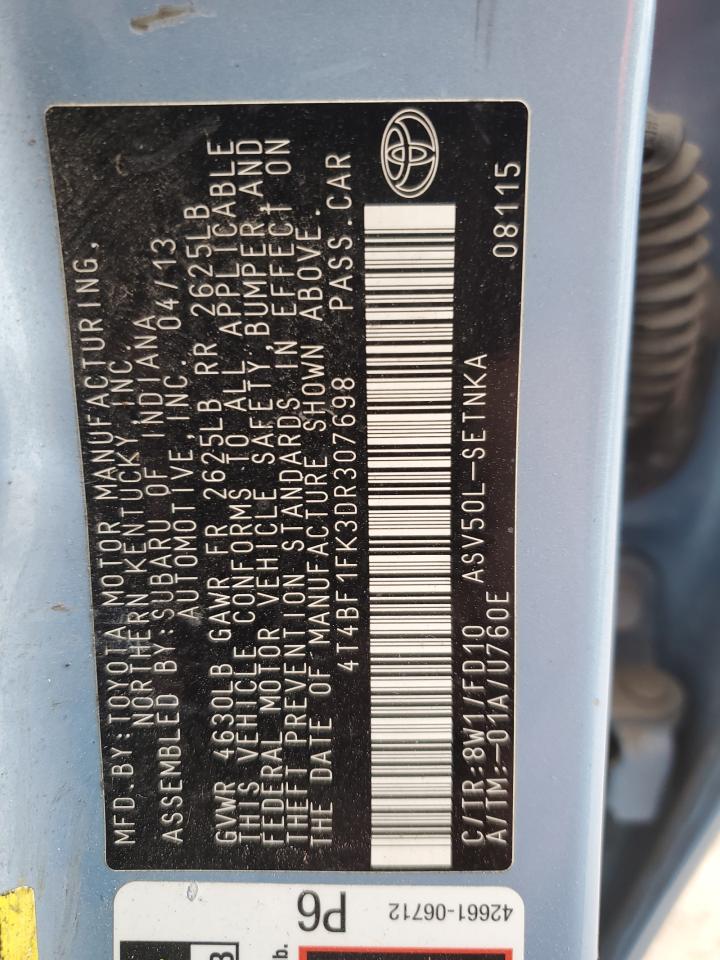 MFD.BY:TOYOTA MOTOR MANUFACTURING,
NORTHERN KENTUCKY,INC.
ASSEMBLED BY:SUBARU OF INDIANA
AUTOMOTIVE,INC 04/13
GVWR 4630LB GAWR FR 2625LB RR 2625LB
THIS VEHICLE CONFORMS TO ALL APPLICABLE
FEDERAL MOTOR VEHICLE SAFETY,BUMPER AND
THEFT PREVENTION STANDARDS IN EFFECT ON
THE DATE OF MANUFACTURE SHOWN ABOVE.
4T4BF1FK3DR307698 PASS.CAR
C/TR:8W1/FD10 ASV50L-SETNKA 08115
A/TM:-01A/U760E
42661-06712
P6
b.